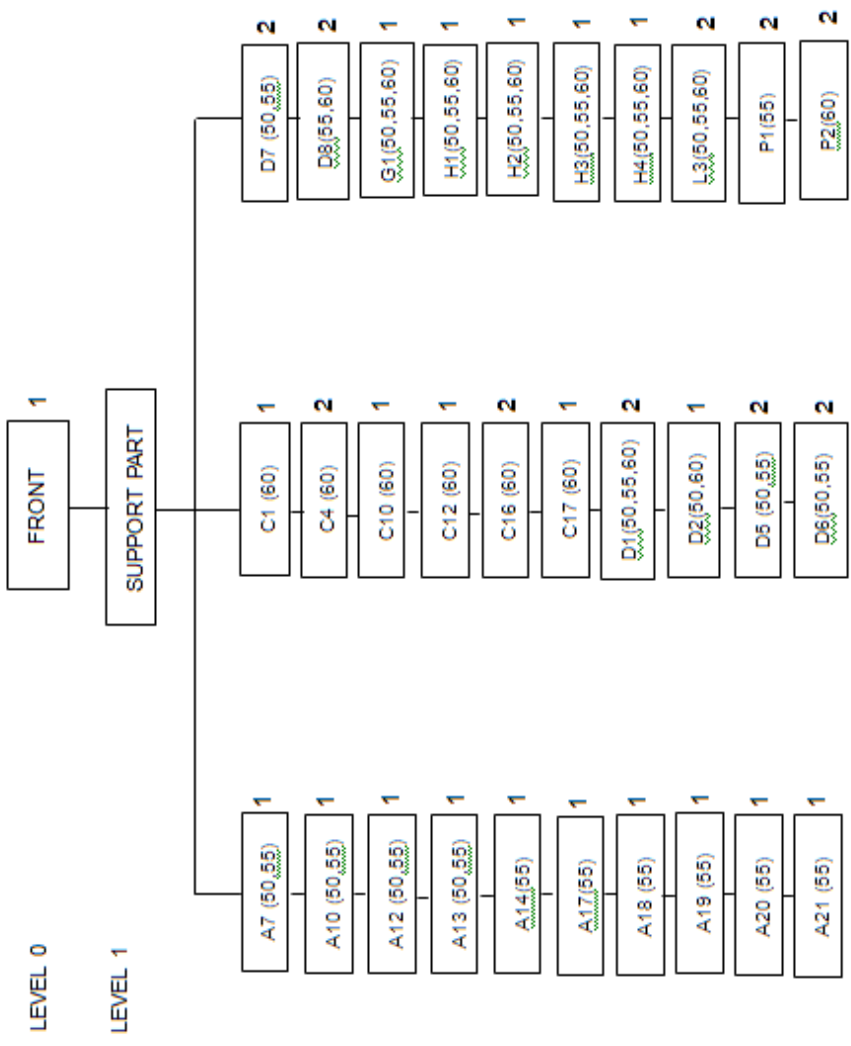 LEVEL 0
FRONT
1
LEVEL 1
SUPPORT PART
A7 (50,55)
1
A10 (50,55)
1
A12 (50,55)
1
A13 (50,55)
1
A14(55)
1
A17(55)
1
A18 (55)
1
A19 (55)
1
A20 (55)
1
A21 (55)
1
C1 (60)
1
C4 (60)
2
C10 (60)
1
C12 (60)
1
C16 (60)
2
C17 (60)
1
D1(50,55,60)
2
D2(50,60)
1
D5 (50,55)
2
D6(50,55)
2
D7 (50,55)
2
D8(55,60)
2
G1(50,55,60)
1
H1(50,55,60)
1
H2(50,55,60)
1
H3(50,55,60)
1
H4(50,55,60)
1
L3(50,55,60)
2
P1(55)
2
P2(60)
2